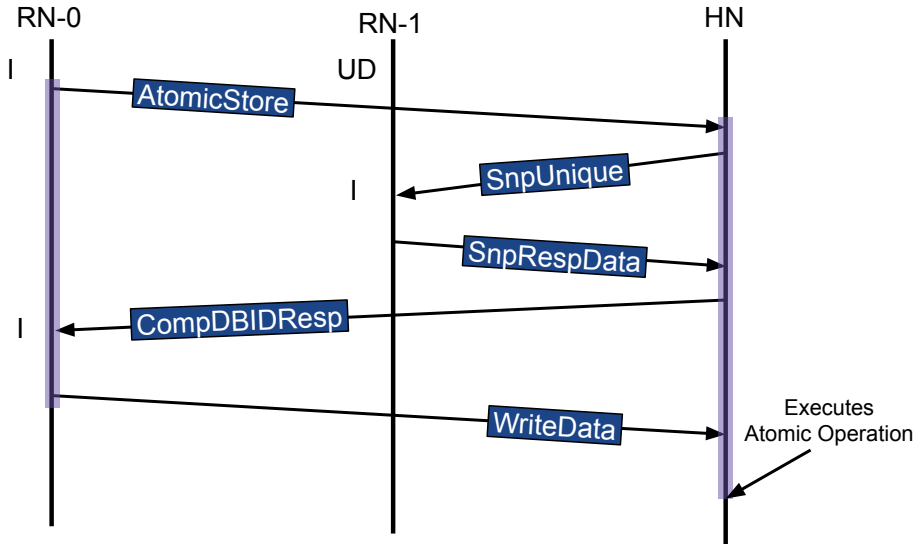 RN-0
RN-1
HN
I
UD
AtomicStore
SnpUnique
I
SnpRespData
CompDBIDResp
I
WriteData
Executes
Atomic Operation